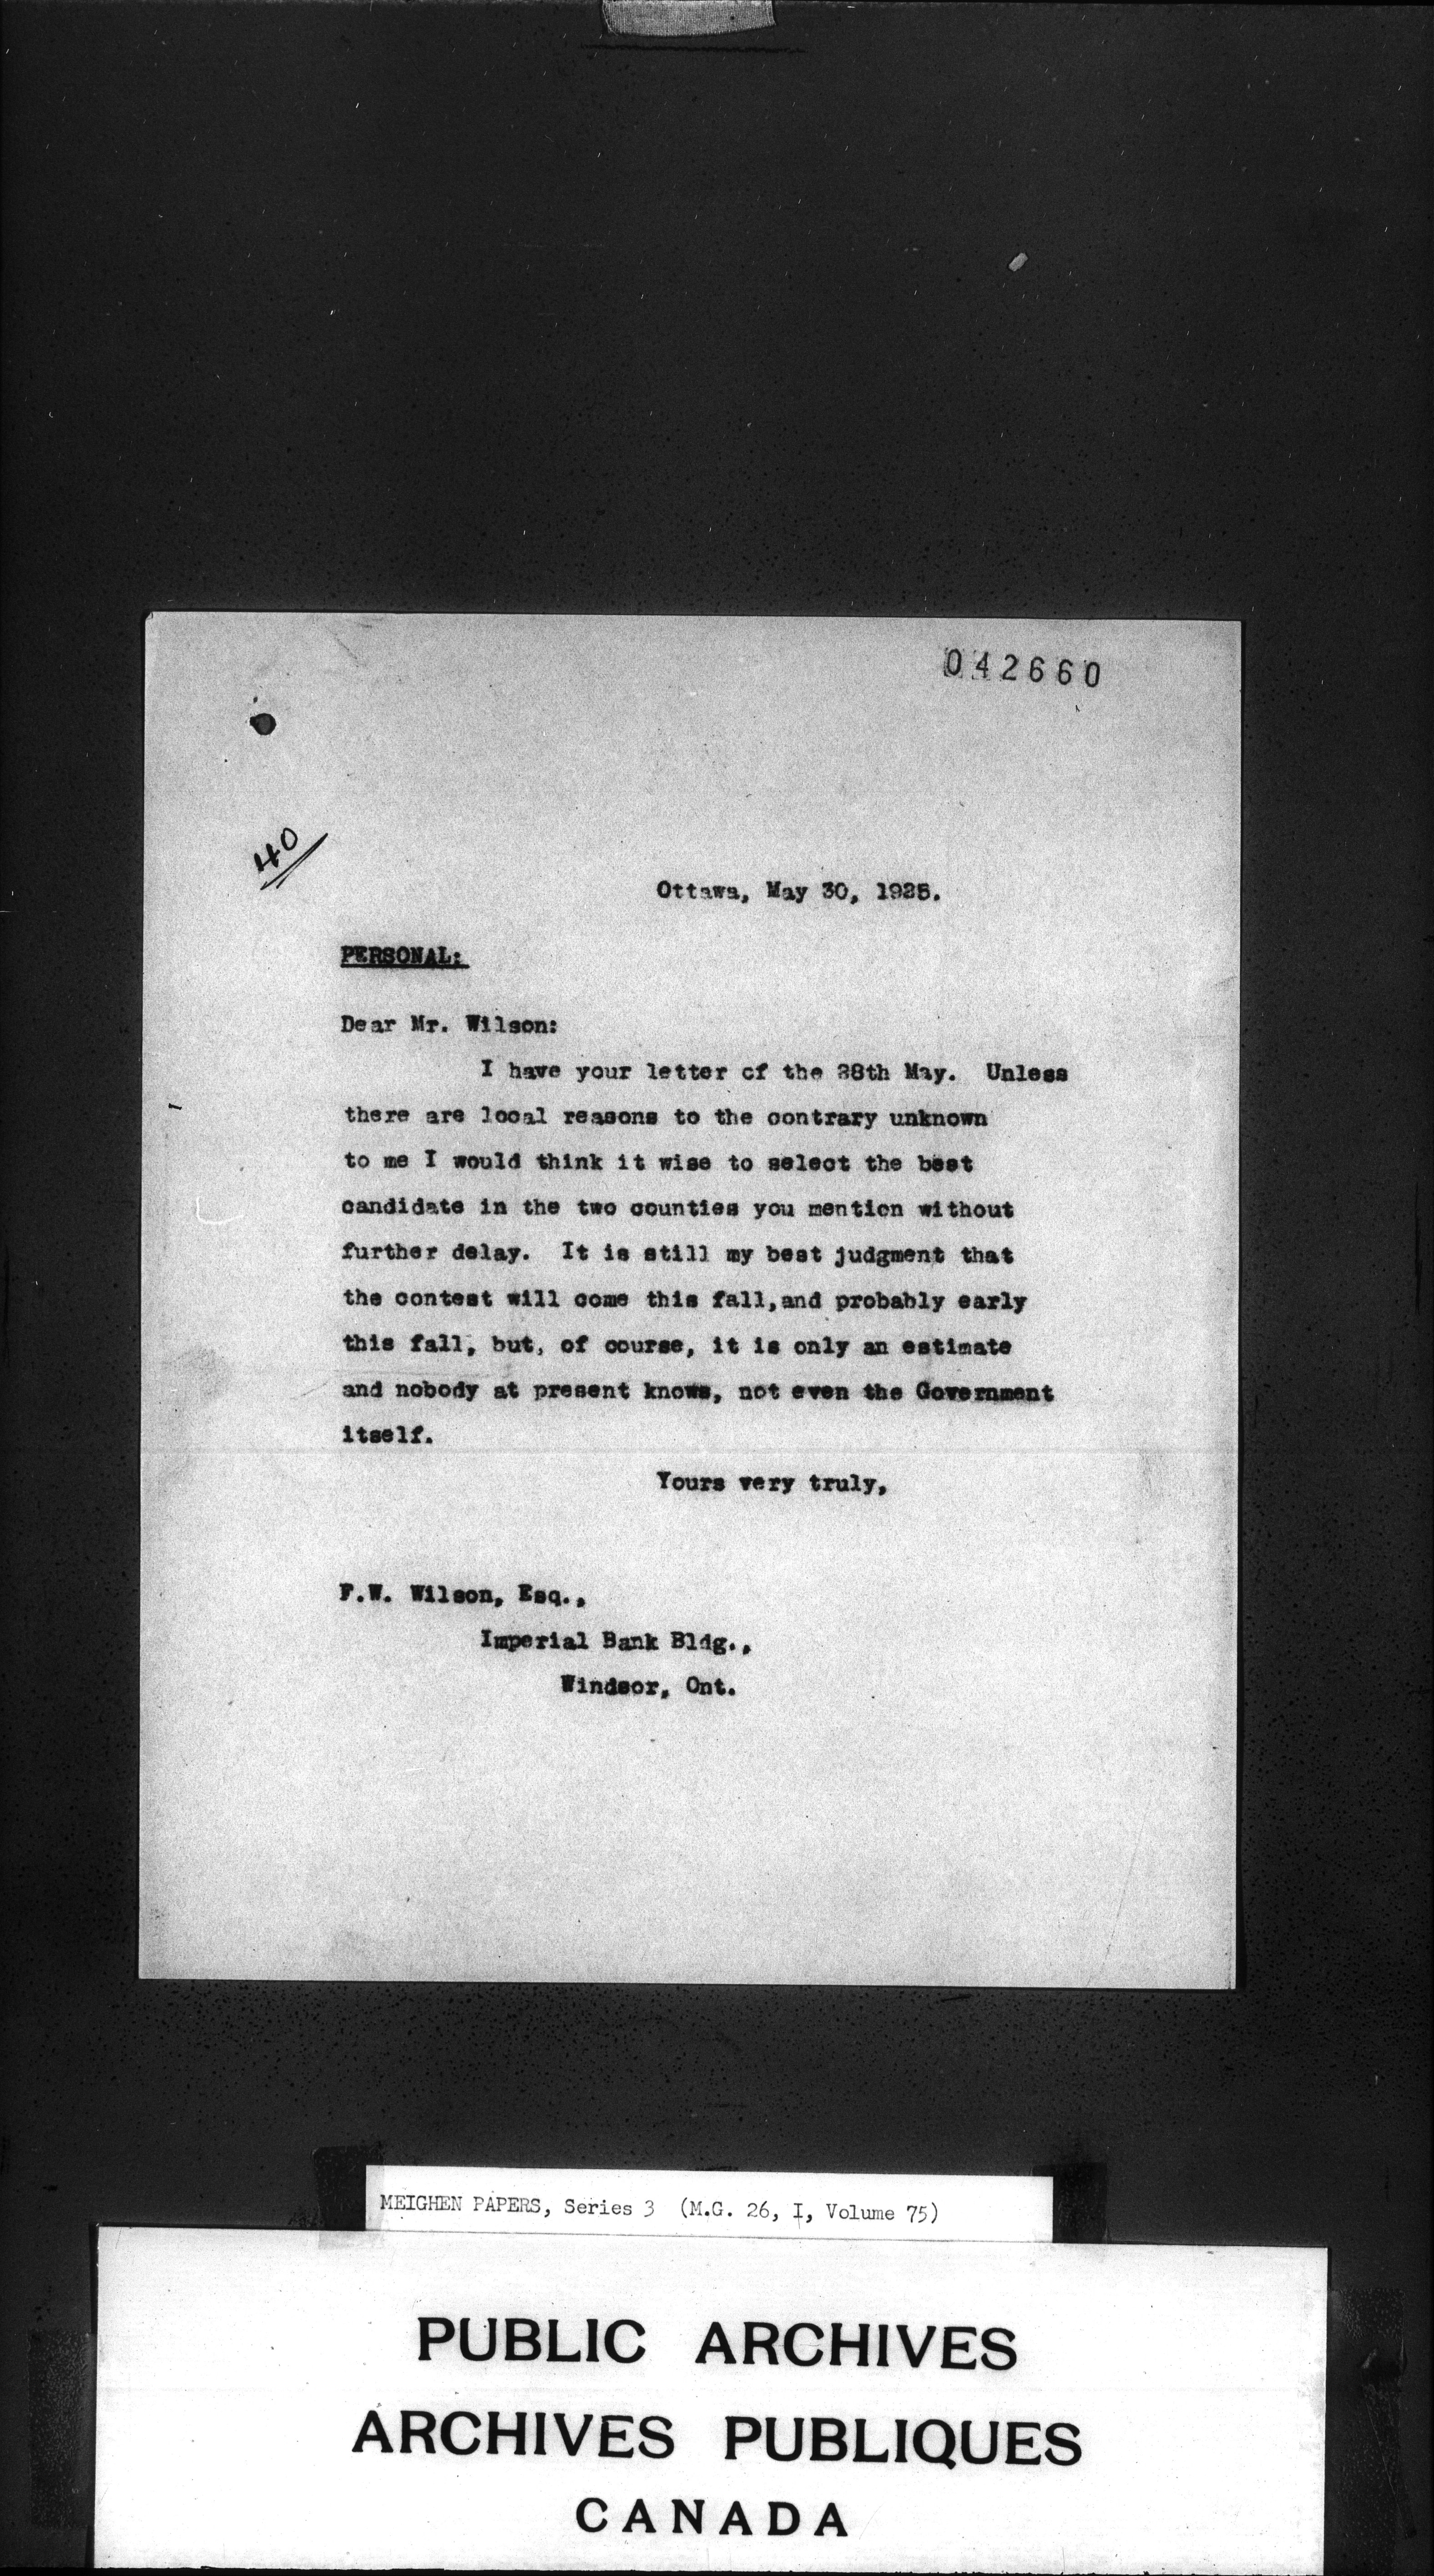 042660
40
Ottawa, May 30, 1925.
PERSONAL:
Dear Mr. Wilson:
I have your letter of the 28th May. Unless
there are local reasons to the contrary unknown
to me I would think it wise to select the best
candidate in the two counties you mention without
further delay. It is still my best judgment that
the contest will come this fall,and probably early
this fall, but, of course, it is only an estimate
and nobody at present knows, not even the Government
itself.
Yours very truly,
F.W. Wilson, Esq.,
Imperial Bank Bldg.,
Windsor, Ont.
MEIGHEN PAPERS, Series 3 (M.G. 26, I, Volume 75)
PUBLIC ARCHIVES
ARCHIVES PUBLIQUES
CANADA